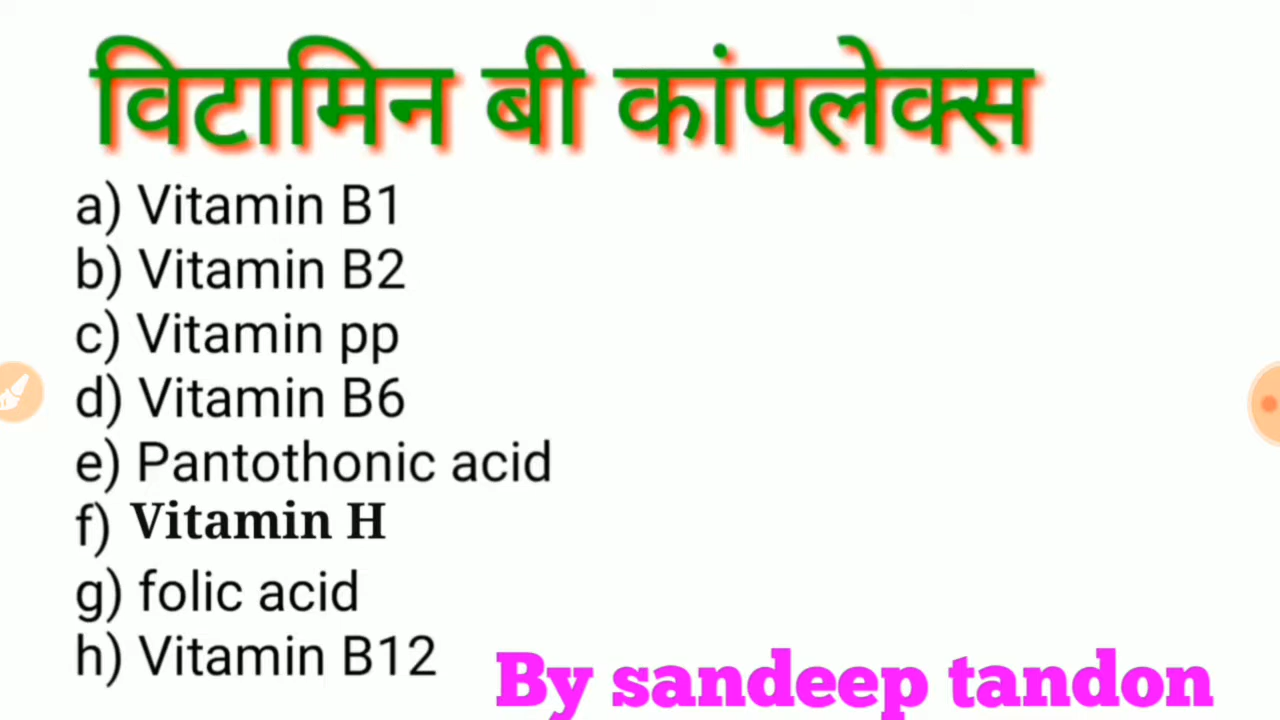 विटामिन बी कांपलेक्स
a) Vitamin B1
b) Vitamin B2
c) Vitamin pp
d) Vitamin B6
e) Pantothonic acid
f) Vitamin H
g) folic acid
h) Vitamin B12
By sandeep tandon